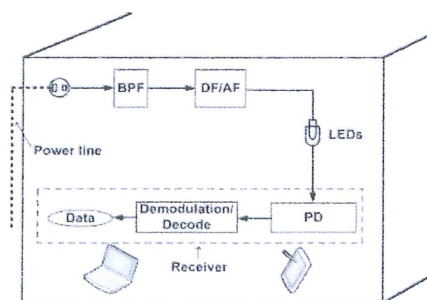 BPF
DF/AF
LEDs
Power line
Data
Demodulation/
Decode
PD
Receiver